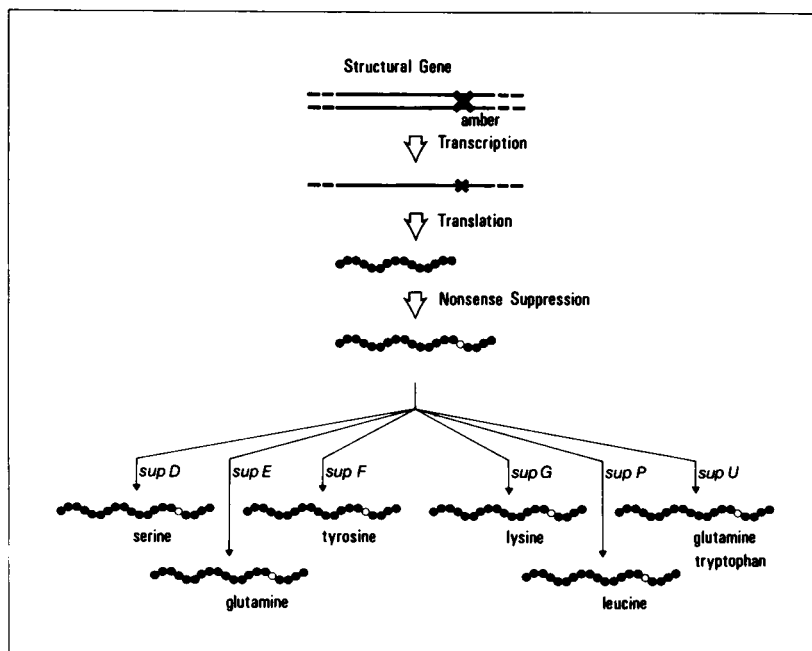 Structural Gene
amber
Transcription
Translation
Nonsense Suppression
sup D
sup E
sup F
sup G
sup P
sup U
serine
tyrosine
lysine
glutamine
tryptophan
glutamine
leucine